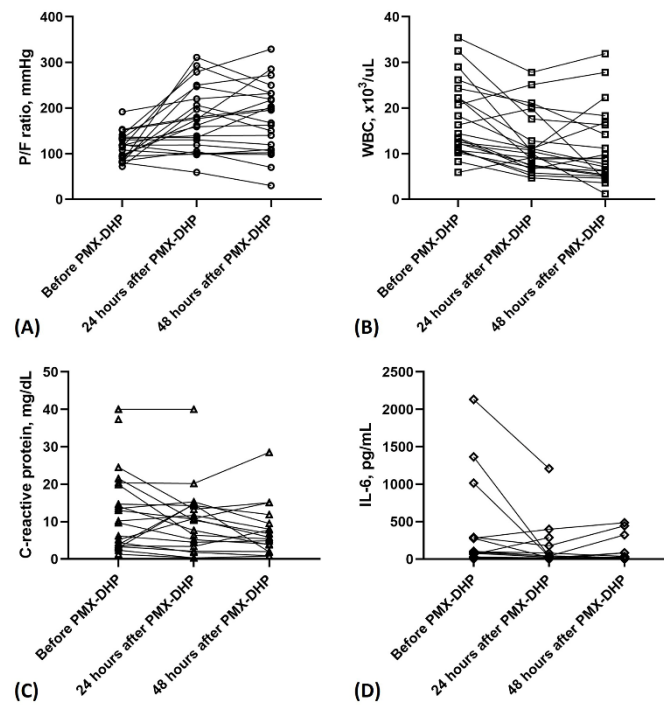 400
300
200
100
0
P/F ratio, mmHg
Before PMX-DHP
24 hours after PMX-DHP
48 hours after PMX-DHP
(A)
40
30
20
10
0
WBC, x10³/uL
Before PMX-DHP
24 hours after PMX-DHP
48 hours after PMX-DHP
(B)
50
40
30
20
10
0
C-reactive protein, mg/dL
Before PMX-DHP
24 hours after PMX-DHP
48 hours after PMX-DHP
(C)
2500
2000
1500
1000
500
0
IL-6, pg/mL
Before PMX-DHP
24 hours after PMX-DHP
48 hours after PMX-DHP
(D)